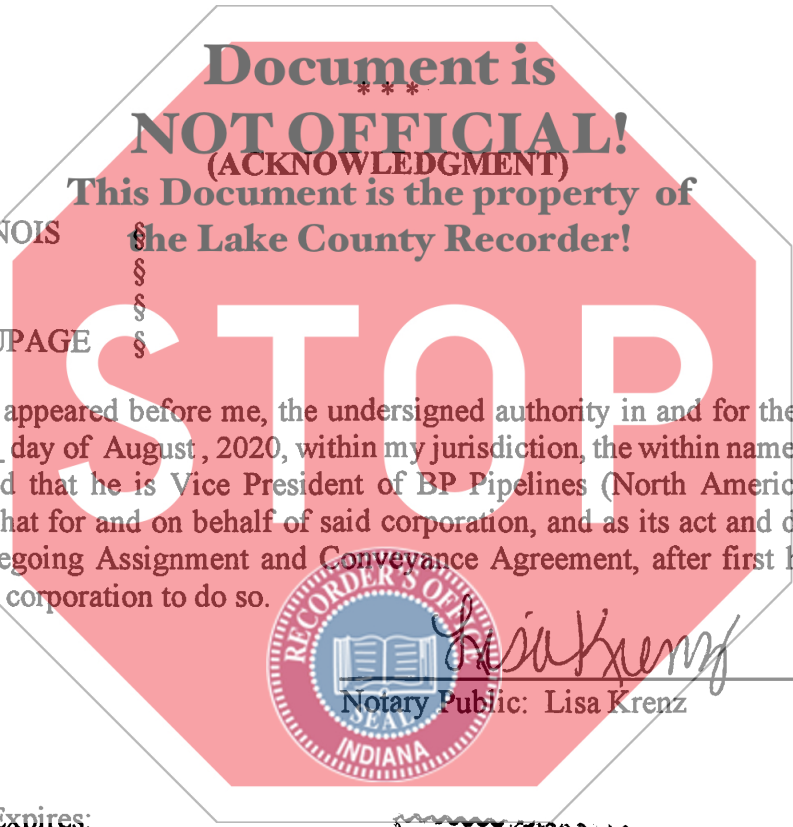 Document is
* * *
NOT OFFICIAL!
(ACKNOWLEDGMENT)
This Document is the property of
NOIS §
the Lake County Recorder!
§
§
UPAGE §
STOP
appeared before me, the undersigned authority in and for the
day of August, 2020, within my jurisdiction, the within name
d that he is Vice President of BP Pipelines (North Americ
hat for and on behalf of said corporation, and as its act and d
egoing Assignment and Conveyance Agreement, after first h
corporation to do so.
RECORDER'S OFFICE
Lisa Krenz
Notary Public: Lisa Krenz
SEAL
INDIANA
Expires: